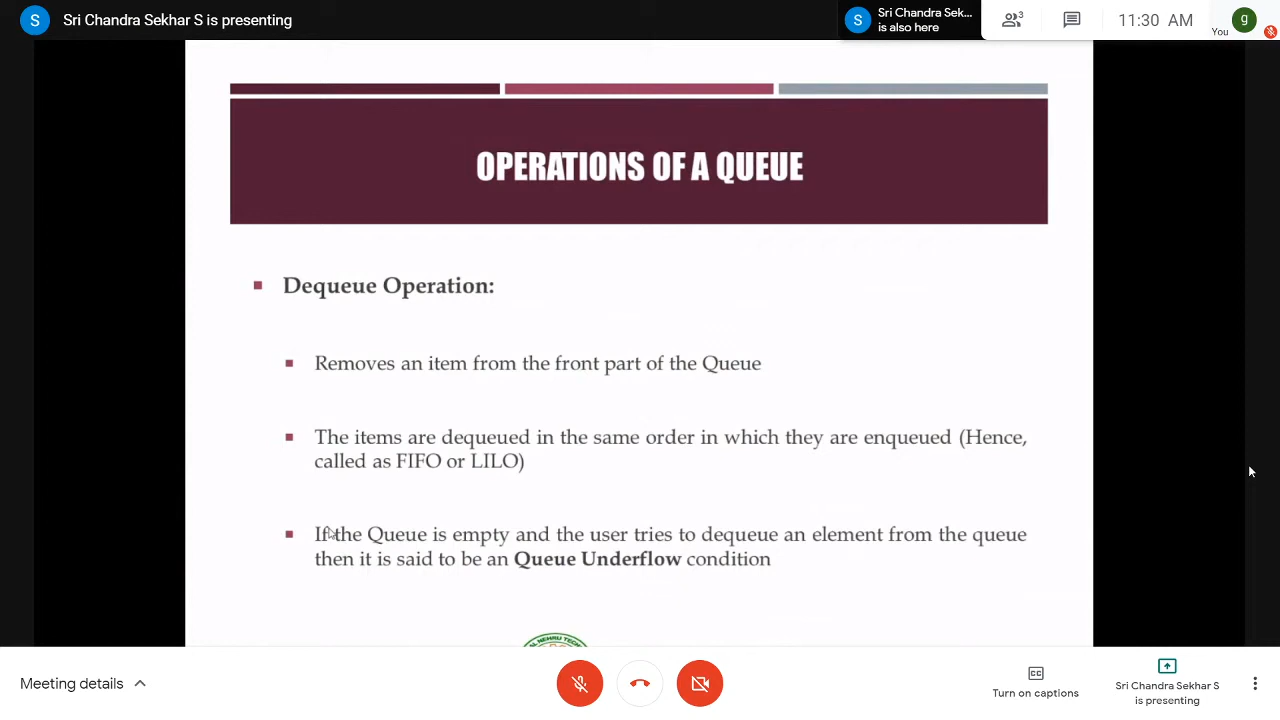 S Sri Chandra Sekhar S is presenting
S Sri Chandra Sek...
is also here
3
11:30 AM
You
g
OPERATIONS OF A QUEUE
Dequeue Operation:
Removes an item from the front part of the Queue
The items are dequeued in the same order in which they are enqueued (Hence,
called as FIFO or LILO)
If the Queue is empty and the user tries to dequeue an element from the queue
then it is said to be an Queue Underflow condition
NEHRU TECH
Meeting details
CC
Turn on captions
Sri Chandra Sekhar S
is presenting